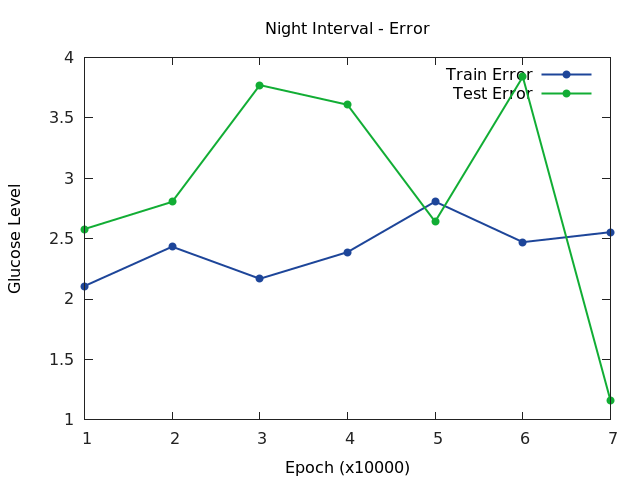 Night Interval - Error
4
3.5
3
2.5
2
1.5
1
Glucose Level
Train Error
Test Error
1 2 3 4 5 6 7
Epoch (x10000)